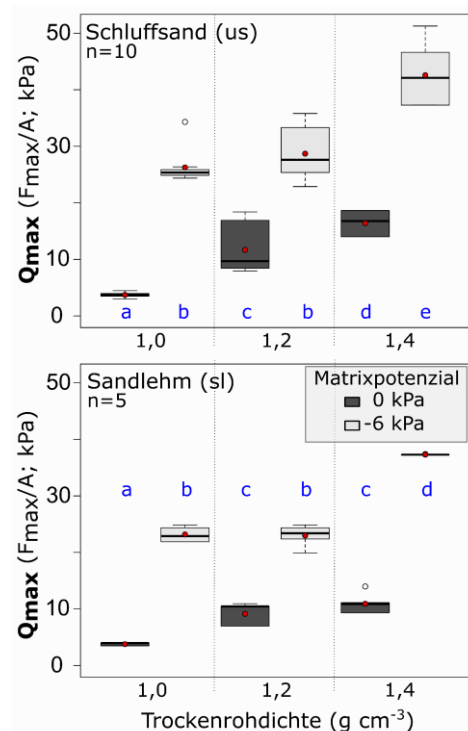 Schluffsand (us)
n=10
Qmax (Fmax/A; kPa)
50
30
10
0
a b c b d e
1,0 1,2 1,4
Sandlehm (sl)
n=5
Matrixpotenzial
0 kPa
-6 kPa
Qmax (Fmax/A; kPa)
50
30
10
0
a b c b c d
1,0 1,2 1,4
Trockenrohdichte (g cm⁻³)